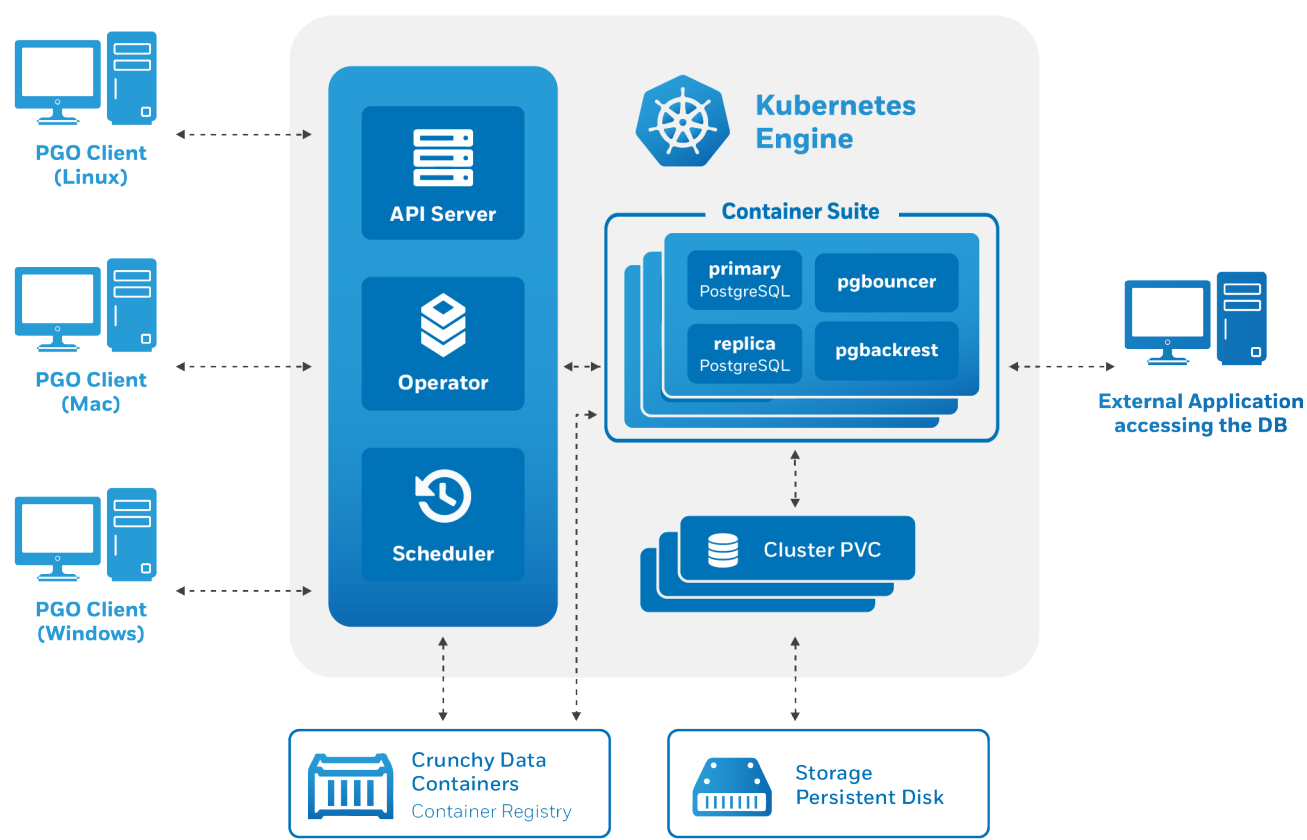 PGO Client
(Linux)
PGO Client
(Mac)
PGO Client
(Windows)
API Server
Operator
Scheduler
Kubernetes
Engine
Container Suite
primary
PostgreSQL
pgbouncer
replica
PostgreSQL
pgbackrest
Cluster PVC
External Application
accessing the DB
Crunchy Data
Containers
Container Registry
Storage
Persistent Disk